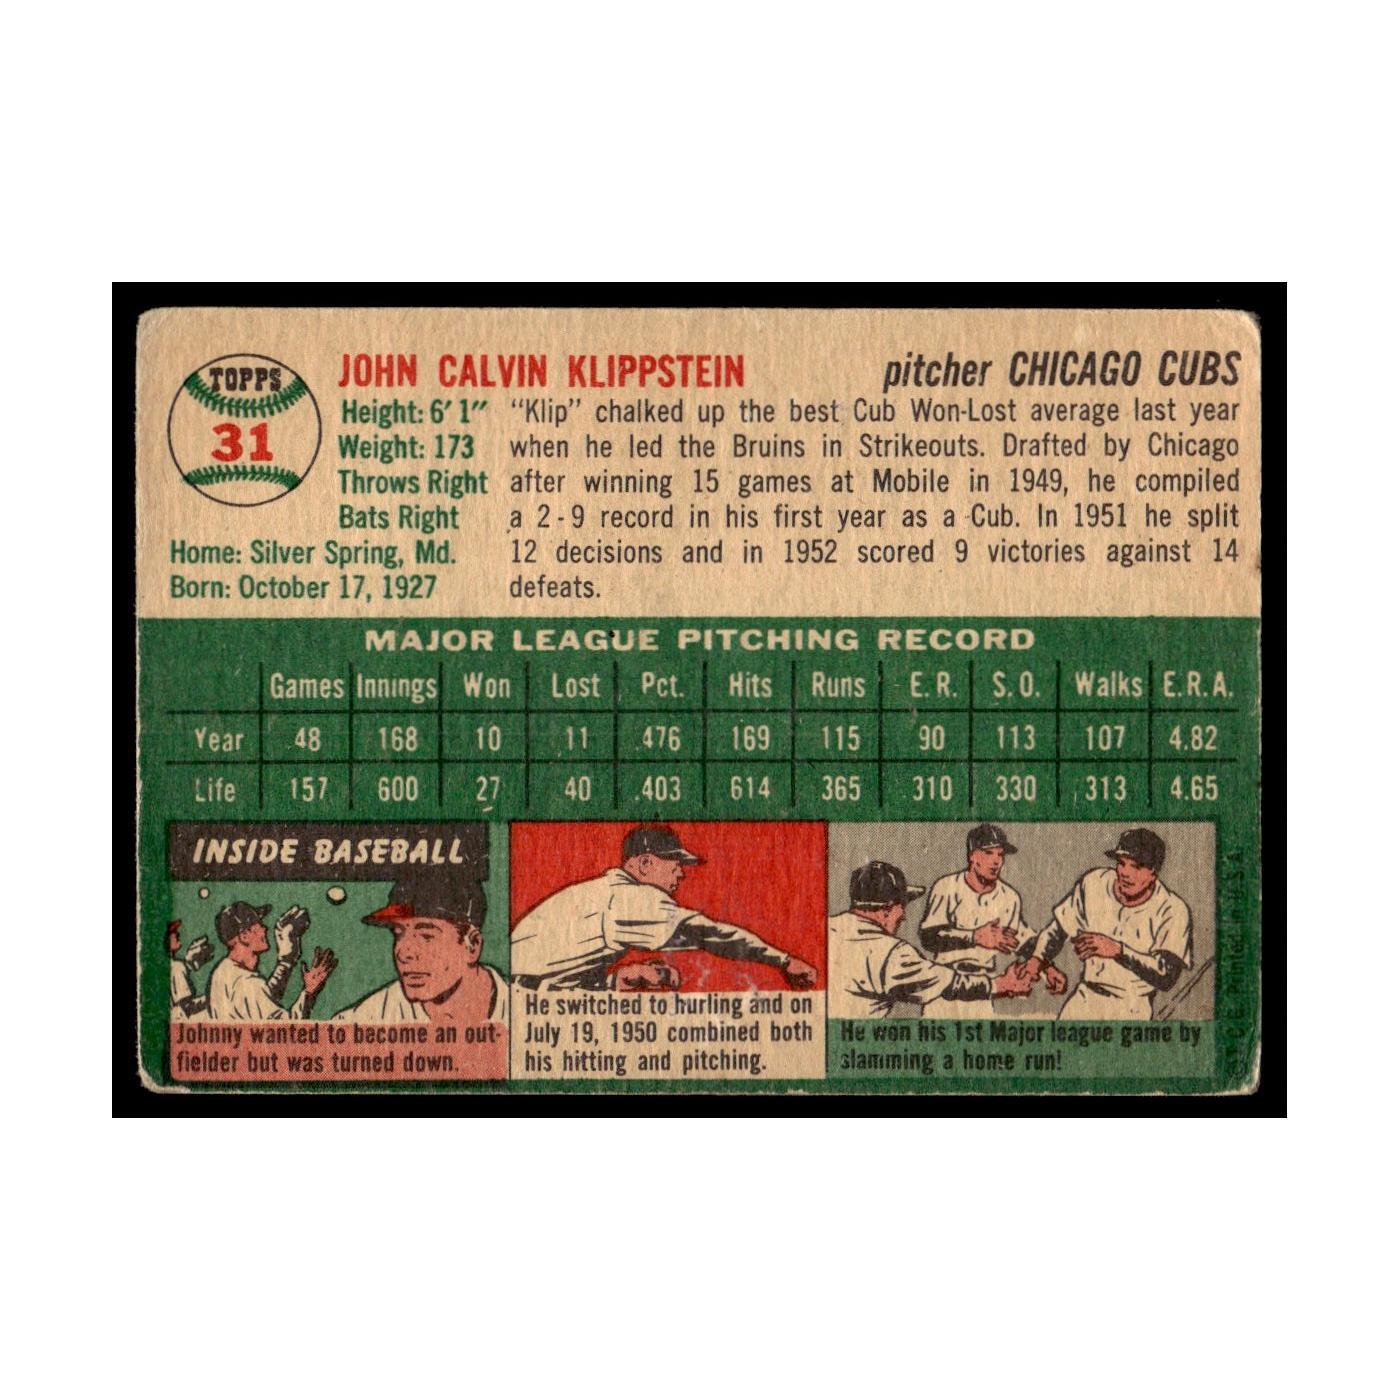 TOPPS
31
JOHN CALVIN KLIPPSTEIN
pitcher CHICAGO CUBS
Height: 6' 1"
Weight: 173
Throws Right
Bats Right
Home: Silver Spring, Md.
Born: October 17, 1927
"Klip" chalked up the best Cub Won-Lost average last year
when he led the Bruins in Strikeouts. Drafted by Chicago
after winning 15 games at Mobile in 1949, he compiled
a 2-9 record in his first year as a Cub. In 1951 he split
12 decisions and in 1952 scored 9 victories against 14
defeats.
MAJOR LEAGUE PITCHING RECORD
Games Innings Won Lost Pct. Hits Runs E.R. S.O. Walks E.R.A.
Year 48 168 10 11 .476 169 115 90 113 107 4.82
Life 157 600 27 40 .403 614 365 310 330 313 4.65
INSIDE BASEBALL
Johnny wanted to become an out-
fielder but was turned down.
He switched to hurling and on
July 19, 1950 combined both
his hitting and pitching.
He won his 1st Major league game by
slamming a home run!
Printed in U.S.A.